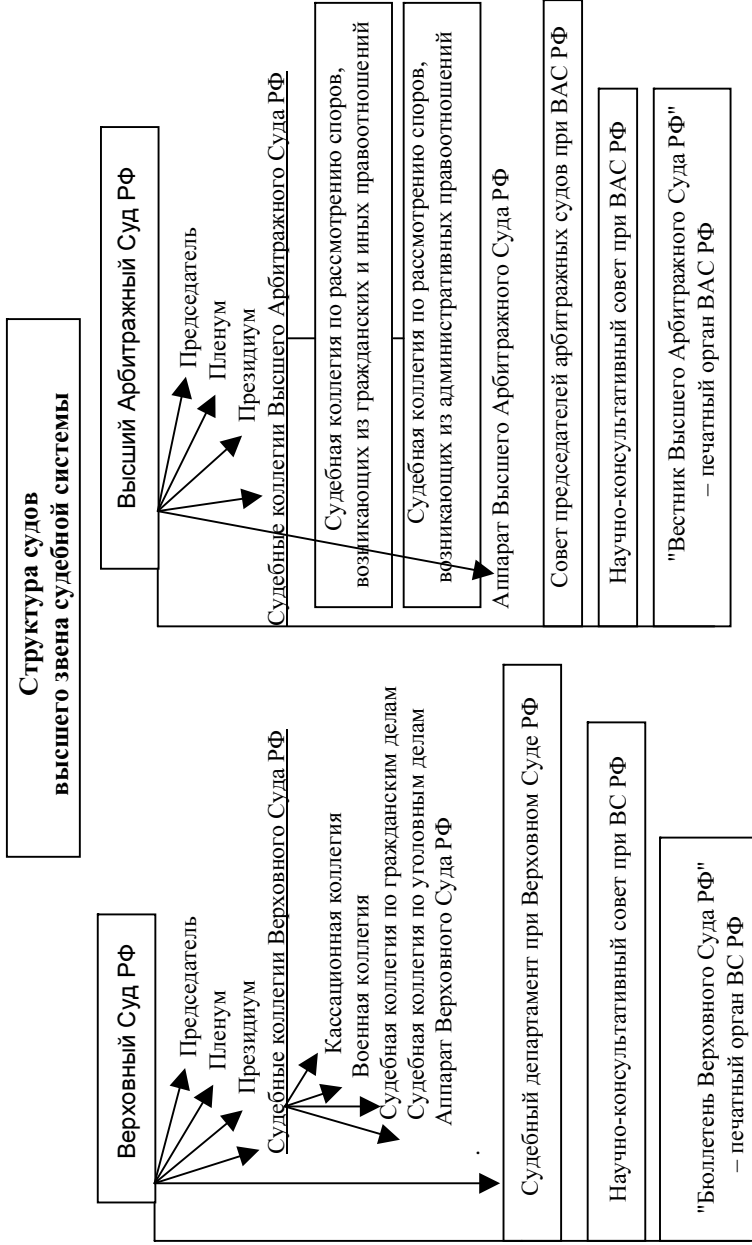 Структура судов
высшего звена судебной системы
Верховный Суд РФ
Председатель
Пленум
Президиум
Судебные коллегии Верховного Суда РФ
Кассационная коллегия
Военная коллегия
Судебная коллегия по гражданским делам
Судебная коллегия по уголовным делам
Аппарат Верховного Суда РФ
.
Судебный департамент при Верховном Суде РФ
Научно-консультативный совет при ВС РФ
"Бюллетень Верховного Суда РФ"
– печатный орган ВС РФ
Высший Арбитражный Суд РФ
Председатель
Пленум
Президиум
Судебные коллегии Высшего Арбитражного Суда РФ
Судебная коллегия по рассмотрению споров,
возникающих из гражданских и иных правоотношений
Судебная коллегия по рассмотрению споров,
возникающих из административных правоотношений
Аппарат Высшего Арбитражного Суда РФ
Совет председателей арбитражных судов при ВАС РФ
Научно-консультативный совет при ВАС РФ
"Вестник Высшего Арбитражного Суда РФ"
– печатный орган ВАС РФ